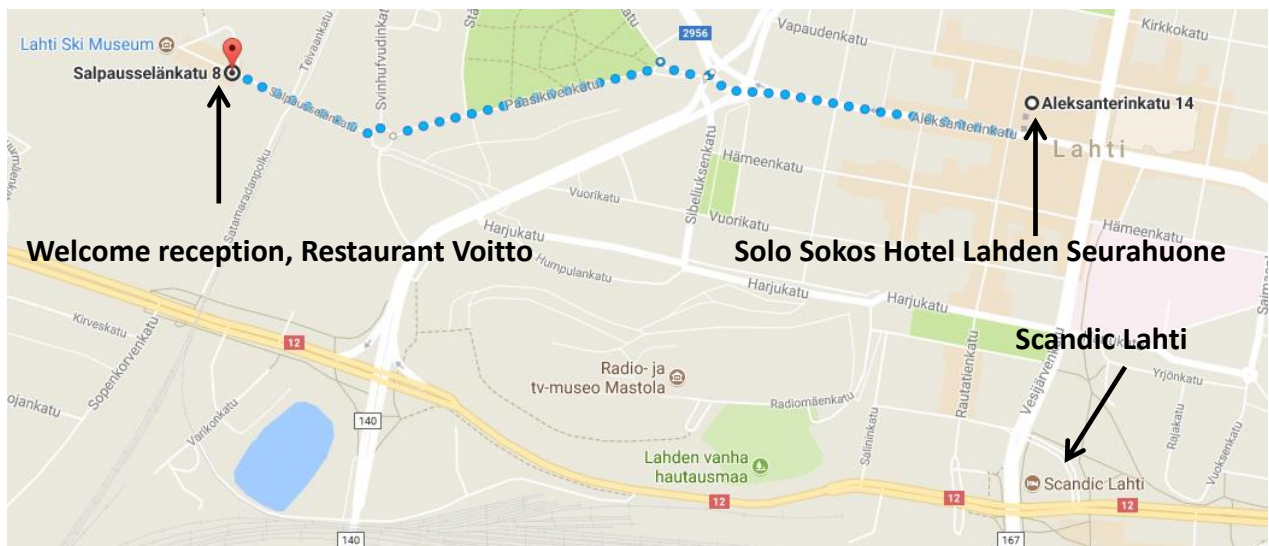 Lahti Ski Museum
Salpausselänkatu 8
Teivaankatu
Svinhufvudinkatu
Salpausselänkatu
Paasikivenkatu
2956
Vapaudenkatu
Kirkkokatu
Aleksanterinkatu 14
Aleksanterinkatu
Lahti
Hämeenkatu
Sibeliuksenkatu
Vuorikatu
Vuorikatu
Satamaradanpolku
Welcome reception, Restaurant Voitto
Solo Sokos Hotel Lahden Seurahuone
Hämeenkatu
Harjukatu
Humpulankatu
Harjukatu
Harjukatu
Scandic Lahti
Kirveskatu
12
Sopenkorvenkatu
Radio- ja
tv-museo Mastola
Radiomäenkatu
Rautatienkatu
Vesijärvenkatu
Yrjönkatu
Varikonkatu
140
Salininkatu
Rajakatu
Vuoksenkatu
Lahden vanha
hautausmaa
Scandic Lahti
12
12
12
140
167